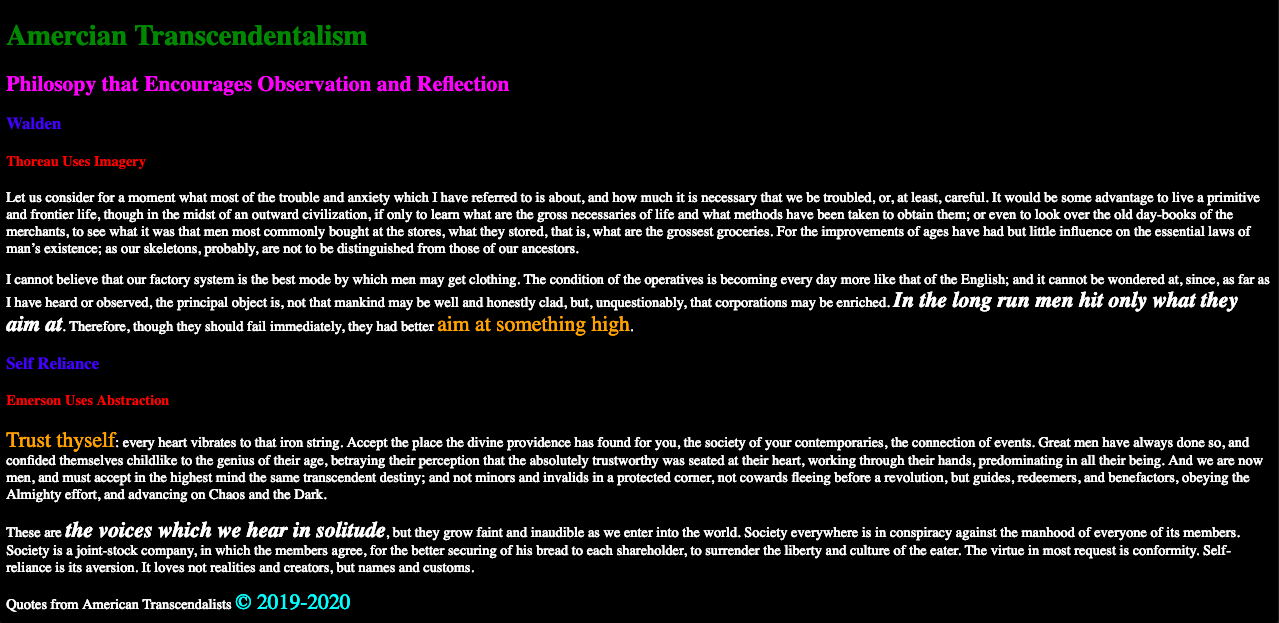 Amercian Transcendentalism
Philosopy that Encourages Observation and Reflection
Walden
Thoreau Uses Imagery
Let us consider for a moment what most of the trouble and anxiety which I have referred to is about, and how much it is necessary that we be troubled, or, at least, careful. It would be some advantage to live a primitive
and frontier life, though in the midst of an outward civilization, if only to learn what are the gross necessaries of life and what methods have been taken to obtain them; or even to look over the old day-books of the
merchants, to see what it was that men most commonly bought at the stores, what they stored, that is, what are the grossest groceries. For the improvements of ages have had but little influence on the essential laws of
man’s existence; as our skeletons, probably, are not to be distinguished from those of our ancestors.
I cannot believe that our factory system is the best mode by which men may get clothing. The condition of the operatives is becoming every day more like that of the English; and it cannot be wondered at, since, as far as
I have heard or observed, the principal object is, not that mankind may be well and honestly clad, but, unquestionably, that corporations may be enriched. In the long run men hit only what they
aim at. Therefore, though they should fail immediately, they had better aim at something high.
Self Reliance
Emerson Uses Abstraction
Trust thyself: every heart vibrates to that iron string. Accept the place the divine providence has found for you, the society of your contemporaries, the connection of events. Great men have always done so, and
confided themselves childlike to the genius of their age, betraying their perception that the absolutely trustworthy was seated at their heart, working through their hands, predominating in all their being. And we are now
men, and must accept in the highest mind the same transcendent destiny; and not minors and invalids in a protected corner, not cowards fleeing before a revolution, but guides, redeemers, and benefactors, obeying the
Almighty effort, and advancing on Chaos and the Dark.
These are the voices which we hear in solitude, but they grow faint and inaudible as we enter into the world. Society everywhere is in conspiracy against the manhood of everyone of its members.
Society is a joint-stock company, in which the members agree, for the better securing of his bread to each shareholder, to surrender the liberty and culture of the eater. The virtue in most request is conformity. Self-
reliance is its aversion. It loves not realities and creators, but names and customs.
Quotes from American Transcendalists © 2019-2020